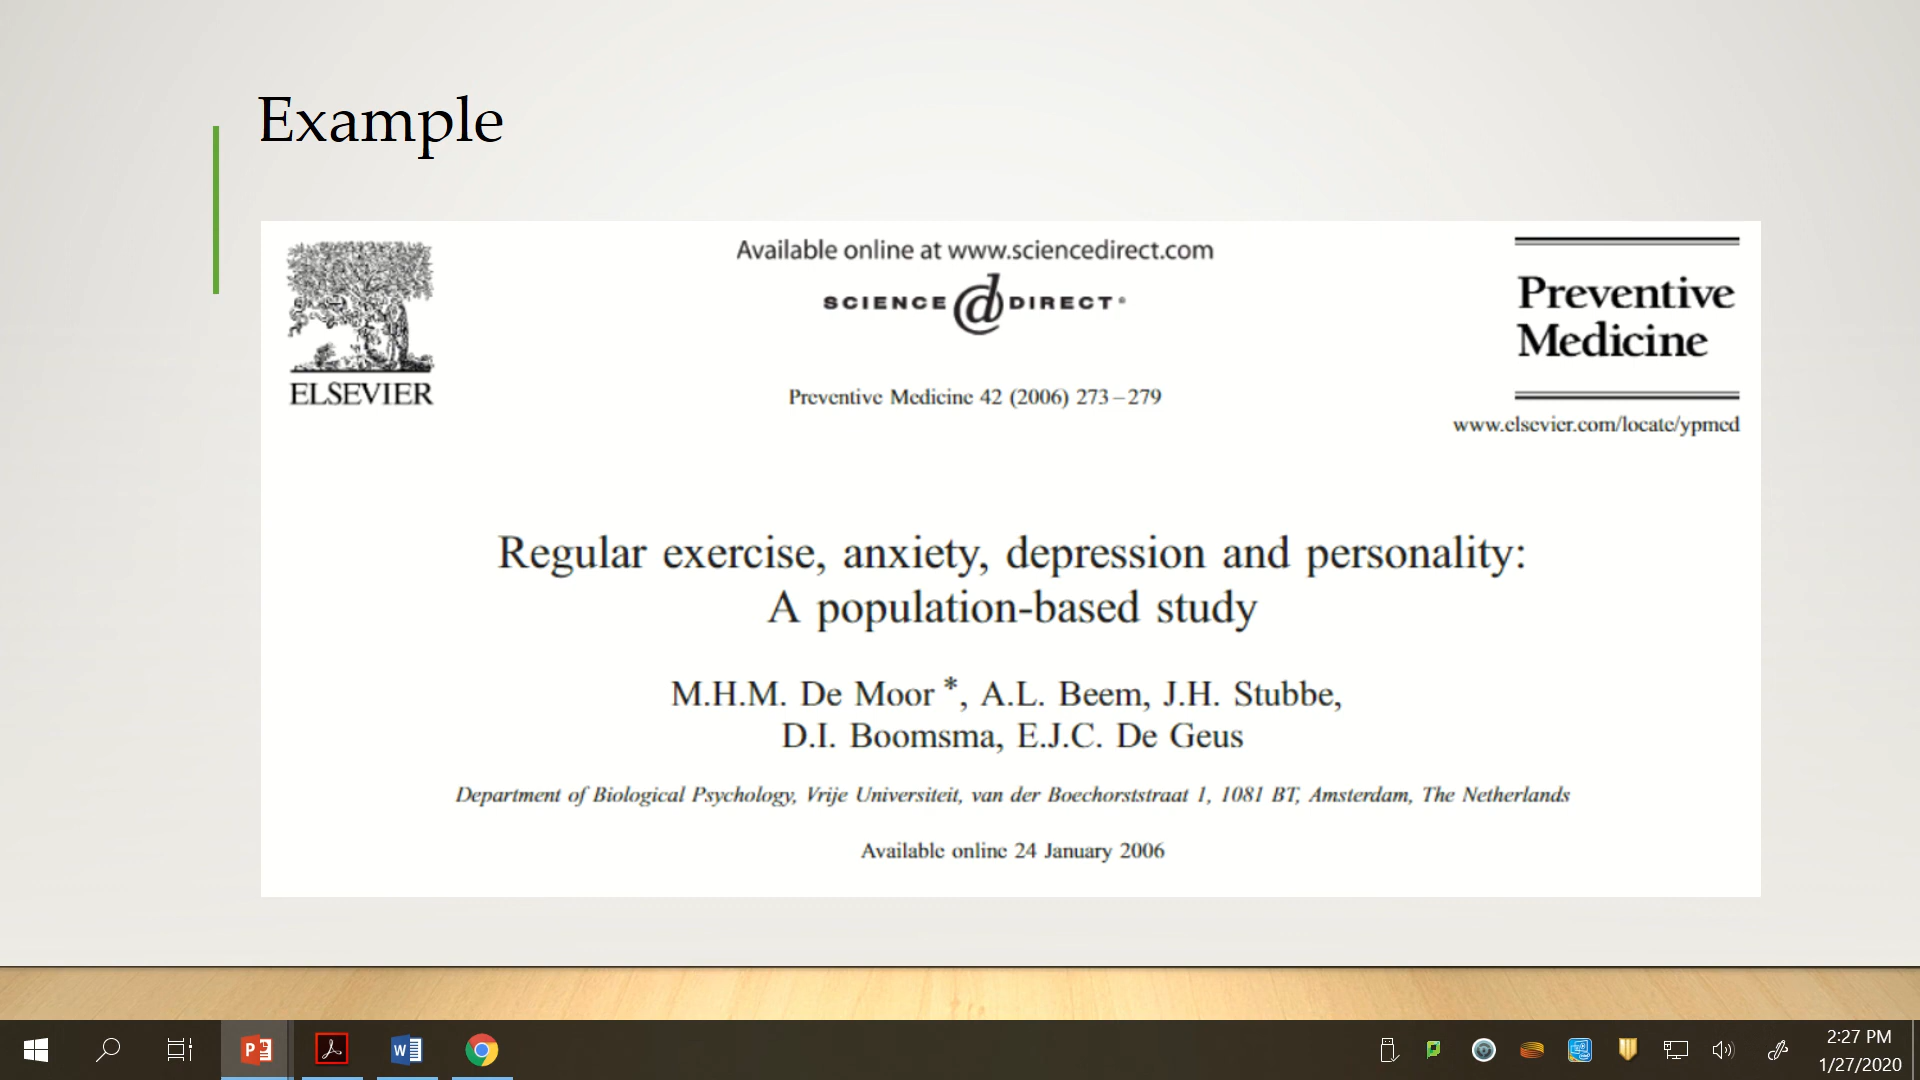 Example
Available online at www.sciencedirect.com
SCIENCE @ DIRECT®
ELSEVIER
Preventive
Medicine
Preventive Medicine 42 (2006) 273–279
www.elsevier.com/locate/ypmed
Regular exercise, anxiety, depression and personality:
A population-based study
M.H.M. De Moor *, A.L. Beem, J.H. Stubbe,
D.I. Boomsma, E.J.C. De Geus
Department of Biological Psychology, Vrije Universiteit, van der Boechorststraat 1, 1081 BT, Amsterdam, The Netherlands
Available online 24 January 2006
2:27 PM
1/27/2020